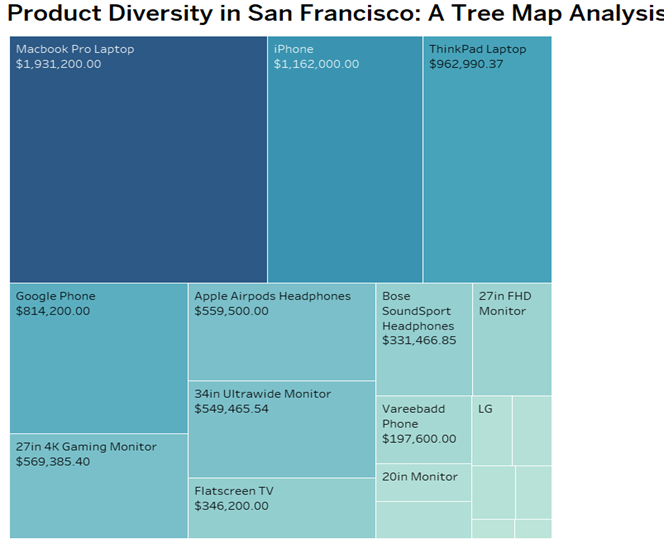 Product Diversity in San Francisco: A Tree Map Analysis
Macbook Pro Laptop
$1,931,200.00
iPhone
$1,162,000.00
ThinkPad Laptop
$962,990.37
Google Phone
$814,200.00
27in 4K Gaming Monitor
$569,385.40
Apple Airpods Headphones
$559,500.00
34in Ultrawide Monitor
$549,465.54
Flatscreen TV
$346,200.00
Bose
SoundSport
Headphones
$331,466.85
27in FHD
Monitor
Vareebadd
Phone
$197,600.00
LG
20in Monitor